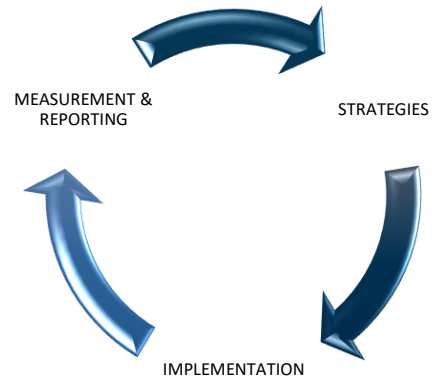 MEASUREMENT &
REPORTING
STRATEGIES
IMPLEMENTATION